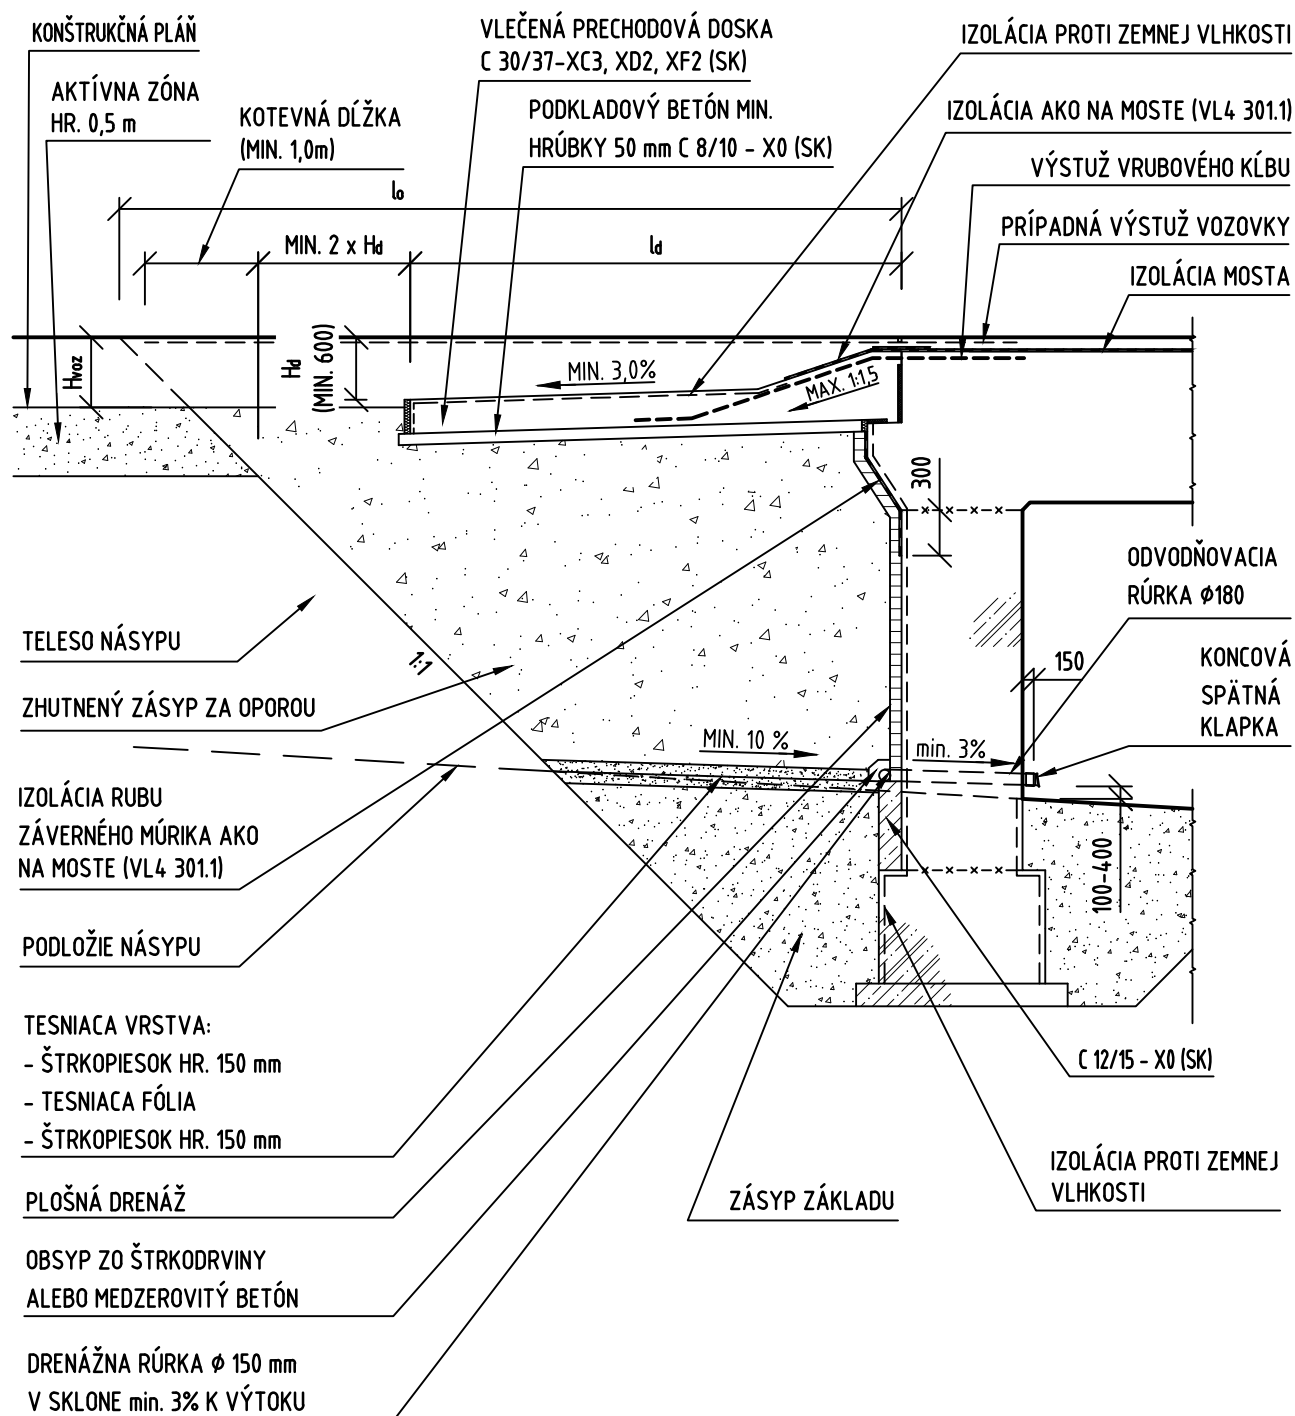 KONŠTRUKČNÁ PLÁŇ
AKTÍVNA ZÓNA
HR. 0,5 m
KOTEVNÁ DĹŽKA
(MIN. 1,0m)
VLEČENÁ PRECHODOVÁ DOSKA
C 30/37-XC3, XD2, XF2 (SK)
PODKLADOVÝ BETÓN MIN.
HRÚBKY 50 mm C 8/10 - X0 (SK)
IZOLÁCIA PROTI ZEMNEJ VLHKOSTI
IZOLÁCIA AKO NA MOSTE (VL4 301.1)
VÝSTUŽ VRUBOVÉHO KĹBU
PRÍPADNÁ VÝSTUŽ VOZOVKY
IZOLÁCIA MOSTA
lo
MIN. 2 x Hd
ld
Hvoz
Hd
(MIN. 600)
MIN. 3,0%
MAX. 1:1,5
300
ODVODŇOVACIA
RÚRKA ϕ180
150
KONCOVÁ
SPÄTNÁ
KLAPKA
TELESO NÁSYPU
1:1
ZHUTNENÝ ZÁSYP ZA OPOROU
MIN. 10 %
min. 3%
IZOLÁCIA RUBU
ZÁVERNÉHO MÚRIKA AKO
NA MOSTE (VL4 301.1)
100-400
PODLOŽIE NÁSYPU
TESNIACA VRSTVA:
- ŠTRKOPIESOK HR. 150 mm
- TESNIACA FÓLIA
- ŠTRKOPIESOK HR. 150 mm
C 12/15 - X0 (SK)
IZOLÁCIA PROTI ZEMNEJ
VLHKOSTI
PLOŠNÁ DRENÁŽ
ZÁSYP ZÁKLADU
OBSYP ZO ŠTRKODRVINY
ALEBO MEDZEROVITÝ BETÓN
DRENÁŽNA RÚRKA ϕ 150 mm
V SKLONE min. 3% K VÝTOKU